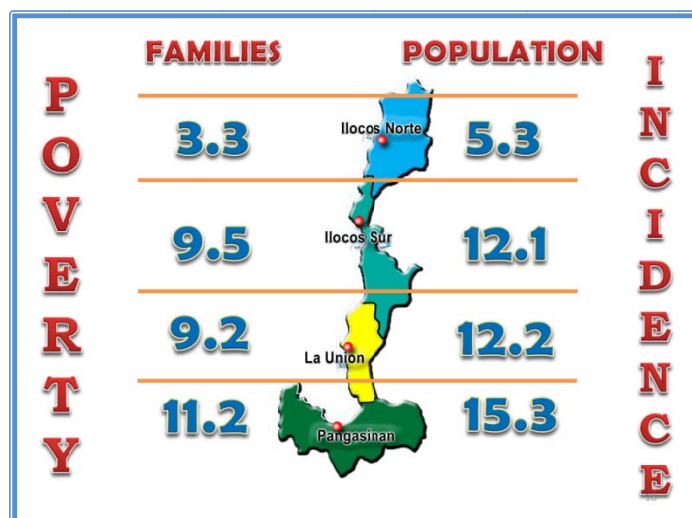 POVERTY
FAMILIES
POPULATION
3.3
Ilocos Norte
5.3
9.5
Ilocos Sur
12.1
9.2
La Union
12.2
11.2
Pangasinan
15.3
INCIDENCE